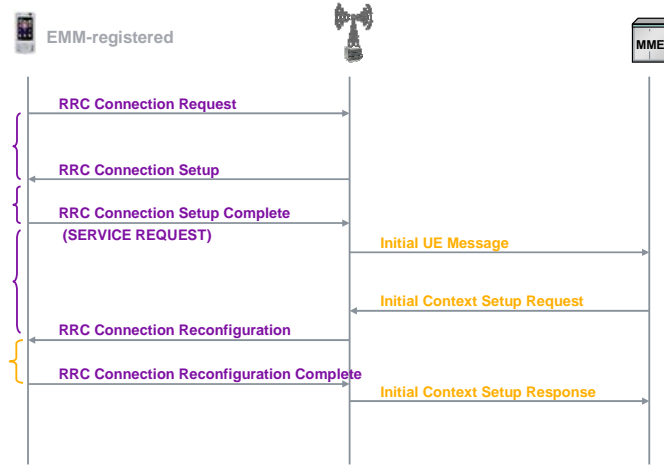 EMM-registered
MME
RRC Connection Request
RRC Connection Setup
RRC Connection Setup Complete
(SERVICE REQUEST)
Initial UE Message
Initial Context Setup Request
RRC Connection Reconfiguration
RRC Connection Reconfiguration Complete
Initial Context Setup Response